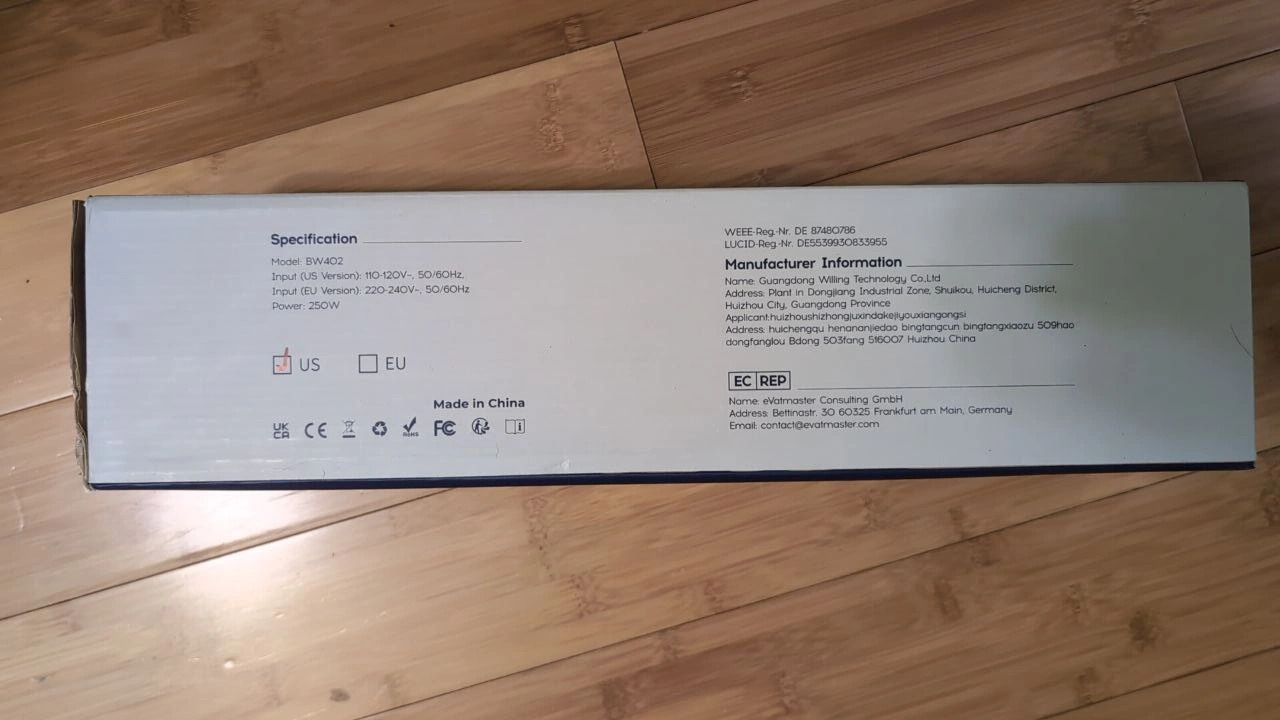 Specification
Model: BW402
Input (US Version): 110-120V~, 50/60Hz,
Input (EU Version): 220-240V~, 50/60Hz
Power: 250W
US
EU
Made in China
UK
CA
CE
RoHS
FC
WEEE-Reg.-Nr. DE 87480786
LUCID-Reg.-Nr. DE5539930833955
Manufacturer Information
Name: Guangdong Willing Technology Co.,Ltd
Address: Plant in Dongjiang Industrial Zone, Shuikou, Huicheng District,
Huizhou City, Guangdong Province
Applicant:huizhoushizhongjuxindakejiyouxiangongsi
Address: huichengqu henananjiedao bingtangcun bingtangxiaozu 509hao
dongfanglou Bdong 503fang 516007 Huizhou China
EC REP
Name: eVatmaster Consulting GmbH
Address: Bettinastr. 30 60325 Frankfurt am Main, Germany
Email: contact@evatmaster.com